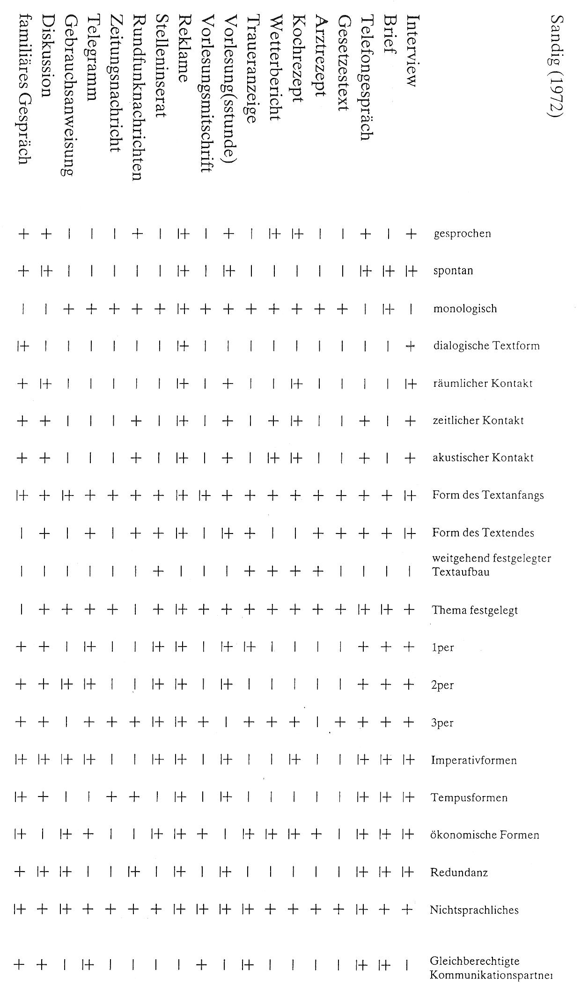 Sandig (1972)
Interview
Brief
Telefongespräch
Gesetzestext
Arztrezept
Kochrezept
Wetterbericht
Traueranzeige
Vorlesung(sstunde)
Vorlesungsmitschrift
Reklame
Stelleninserat
Rundfunknachrichten
Zeitungsnachricht
Telegramm
Gebrauchsanweisung
Diskussion
familiäres Gespräch
+ + − − − + − ± − + − ± ± − − + − + gesprochen
+ ± − − − − − ± − ± − − − − − ± ± ± spontan
− − + + + + + ± + + + + + + + − ± − monologisch
± − − − − − − ± − − − − − − − − − + dialogische Textform
+ ± − − − − − ± − + − − ± − − − − ± räumlicher Kontakt
+ + − − − + − ± − + − + ± − − + − + zeitlicher Kontakt
+ + − − − + − ± − + − ± ± − − + − + akustischer Kontakt
± + ± + + + + ± ± + + + + + + + + ± Form des Textanfangs
− + − + − + + ± − ± + − − + + + + ± Form des Textendes
weitgehend festgelegter
− − − − − − + − − − + + + + − − − − Textaufbau
− + + + + − + ± + + + + + + + ± ± + Thema festgelegt
+ + − ± − − ± ± − ± ± − − − − + + + 1per
+ + ± ± − − ± ± − ± − − − − − + + + 2per
+ + − + + + ± ± + − + + + − + + + + 3per
± ± ± ± − − ± ± − ± − − ± − − ± ± ± Imperativformen
± + − − + + − ± − ± − − − − − ± ± ± Tempusformen
± − ± + − − ± ± + − ± ± ± + − ± ± ± ökonomische Formen
+ ± ± − − ± − ± − ± − − − − − ± ± ± Redundanz
± + ± + + + + ± ± ± ± + + + + ± + + Nichtsprachliches
Gleichberechtigte
+ + − ± − − − − + − ± − − − − ± ± − Kommunikationspartner